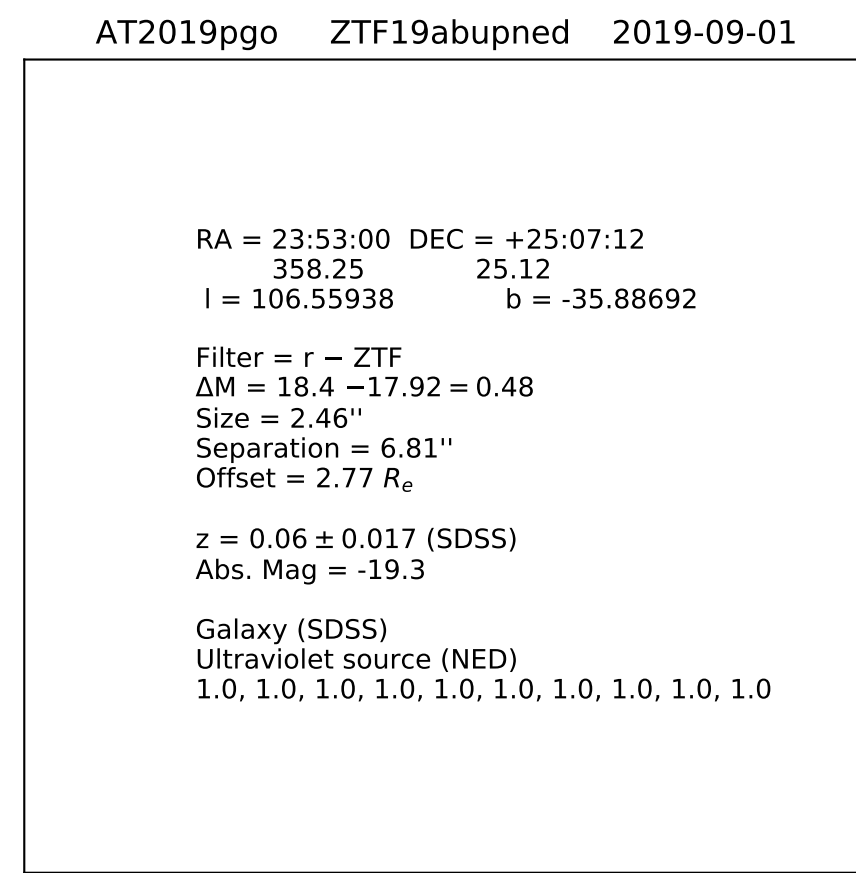 AT2019pgo ZTF19abupned 2019-09-01
RA = 23:53:00 DEC = +25:07:12
358.25 25.12
l = 106.55938 b = -35.88692
Filter = r − ZTF
ΔM = 18.4 −17.92 = 0.48
Size = 2.46''
Separation = 6.81''
Offset = 2.77 Re
z = 0.06 ± 0.017 (SDSS)
Abs. Mag = -19.3
Galaxy (SDSS)
Ultraviolet source (NED)
1.0, 1.0, 1.0, 1.0, 1.0, 1.0, 1.0, 1.0, 1.0, 1.0